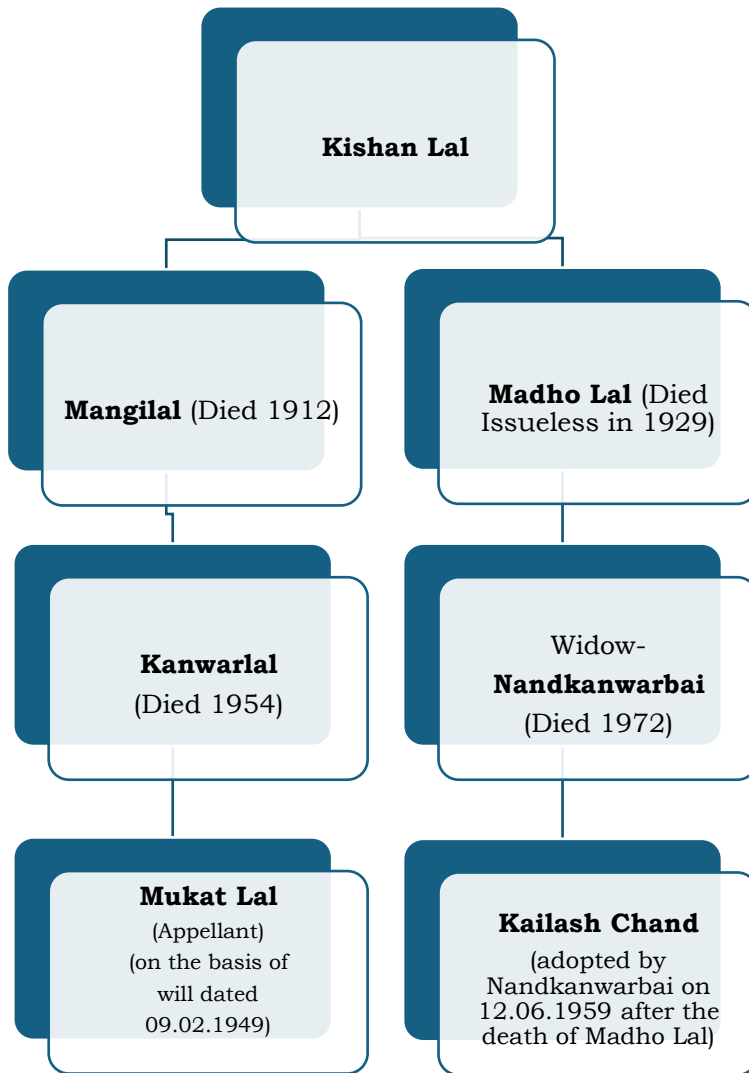 Kishan Lal
Mangilal (Died 1912)
Madho Lal (Died
Issueless in 1929)
Kanwarlal
(Died 1954)
Widow-
Nandkanwarbai
(Died 1972)
Mukat Lal
(Appellant)
(on the basis of
will dated
09.02.1949)
Kailash Chand
(adopted by
Nandkanwarbai on
12.06.1959 after the
death of Madho Lal)